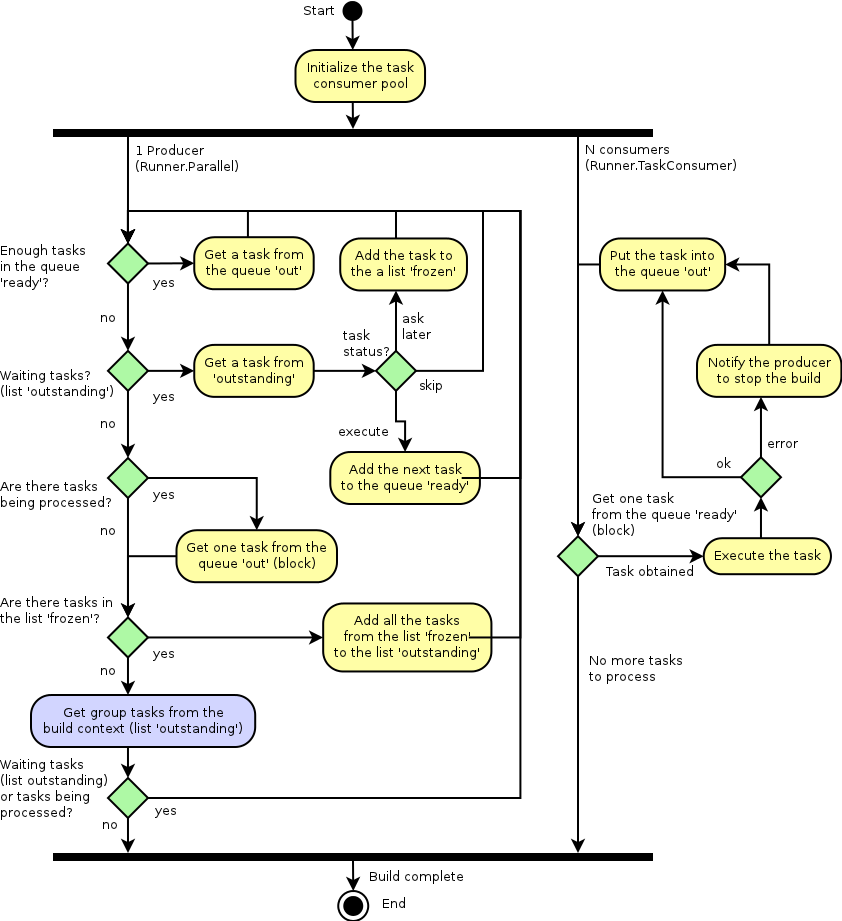 Start
Initialize the task
consumer pool
1 Producer
(Runner.Parallel)
N consumers
(Runner.TaskConsumer)
Enough tasks
in the queue
'ready'?
yes
no
Get a task from
the queue 'out'
Add the task to
the a list 'frozen'
Put the task into
the queue 'out'
ask
later
task
status?
Waiting tasks?
(list 'outstanding')
yes
no
Get a task from
'outstanding'
skip
execute
Notify the producer
to stop the build
error
ok
Add the next task
to the queue 'ready'
Are there tasks
being processed?
yes
no
Get one task from the
queue 'out' (block)
Get one task
from the queue 'ready'
(block)
Task obtained
Execute the task
Are there tasks in
the list 'frozen'?
yes
no
Add all the tasks
from the list 'frozen'
to the list 'outstanding'
No more tasks
to process
Get group tasks from the
build context (list 'outstanding')
Waiting tasks
(list outstanding)
or tasks being
processed?
yes
no
Build complete
End